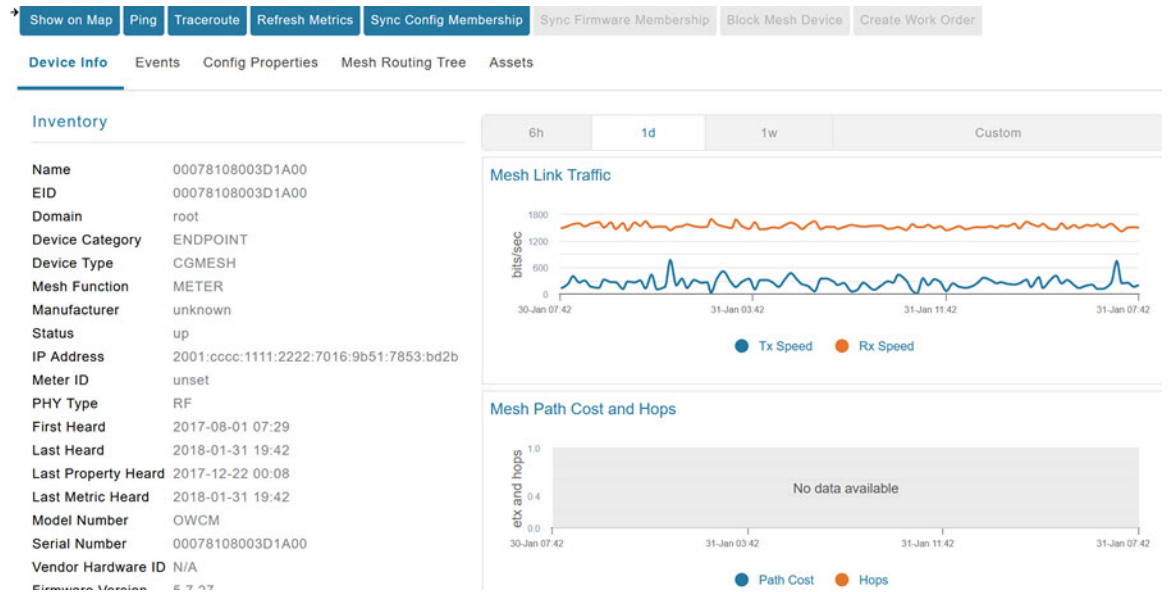 Show on Map Ping Traceroute Refresh Metrics Sync Config Membership Sync Firmware Membership Block Mesh Device Create Work Order
Device Info Events Config Properties Mesh Routing Tree Assets
Inventory
Name 00078108003D1A00
EID 00078108003D1A00
Domain root
Device Category ENDPOINT
Device Type CGMESH
Mesh Function METER
Manufacturer unknown
Status up
IP Address 2001:cccc:1111:2222:7016:9b51:7853:bd2b
Meter ID unset
PHY Type RF
First Heard 2017-08-01 07:29
Last Heard 2018-01-31 19:42
Last Property Heard 2017-12-22 00:08
Last Metric Heard 2018-01-31 19:42
Model Number OWCM
Serial Number 00078108003D1A00
Vendor Hardware ID N/A
Firmware Version 5.7.27
6h 1d 1w Custom
Mesh Link Traffic
bits/sec
1800
1200
600
0
30-Jan 07:42 31-Jan 03:42 31-Jan 11:42 31-Jan 07:42
Tx Speed Rx Speed
Mesh Path Cost and Hops
etx and hops
1.0
0.4
0.0
No data available
30-Jan 07:42 31-Jan 03:42 31-Jan 11:42 31-Jan 07:42
Path Cost Hops